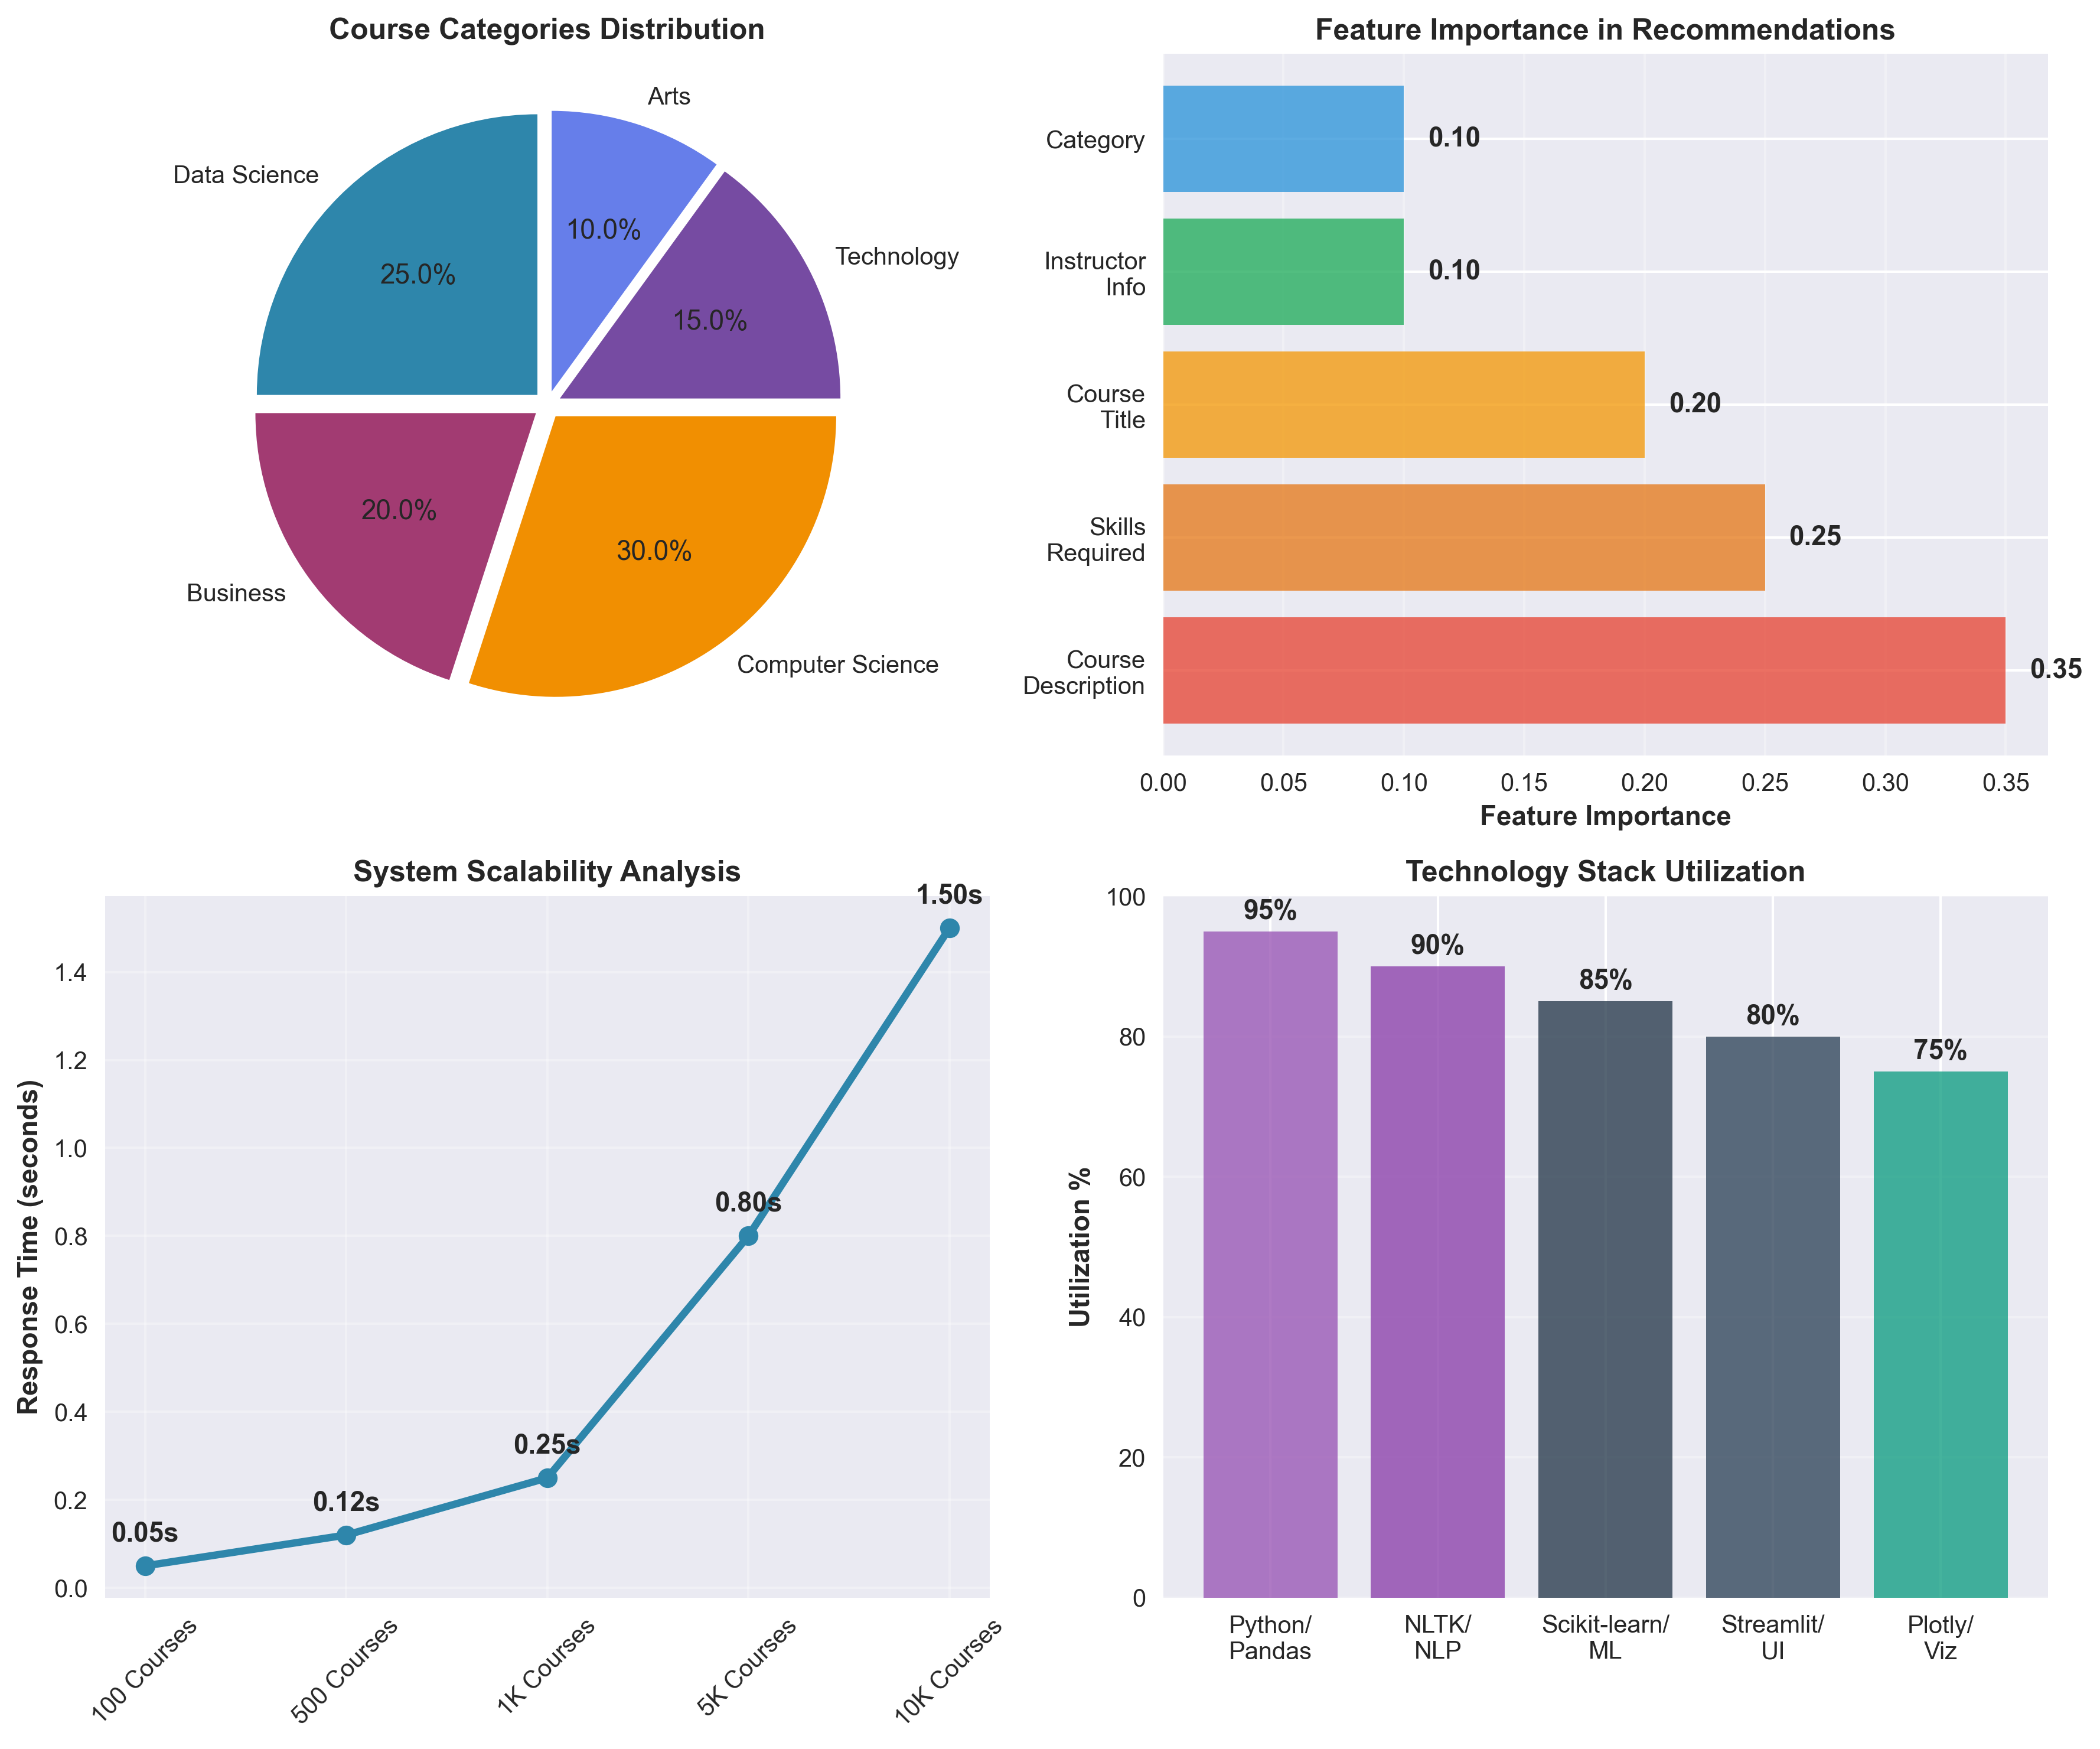 Course Categories Distribution
Arts
Data Science
10.0%
Technology
25.0%
15.0%
20.0%
30.0%
Business
Computer Science
Feature Importance in Recommendations
Category
0.10
Instructor
Info
0.10
Course
Title
0.20
Skills
Required
0.25
Course
Description
0.35
0.00 0.05 0.10 0.15 0.20 0.25 0.30 0.35
Feature Importance
System Scalability Analysis
Response Time (seconds)
1.4
1.2
1.0
0.8
0.6
0.4
0.2
0.0
0.05s
0.12s
0.25s
0.80s
1.50s
100 Courses
500 Courses
1K Courses
5K Courses
10K Courses
Technology Stack Utilization
Utilization %
100
80
60
40
20
0
95%
90%
85%
80%
75%
Python/
Pandas
NLTK/
NLP
Scikit-learn/
ML
Streamlit/
UI
Plotly/
Viz